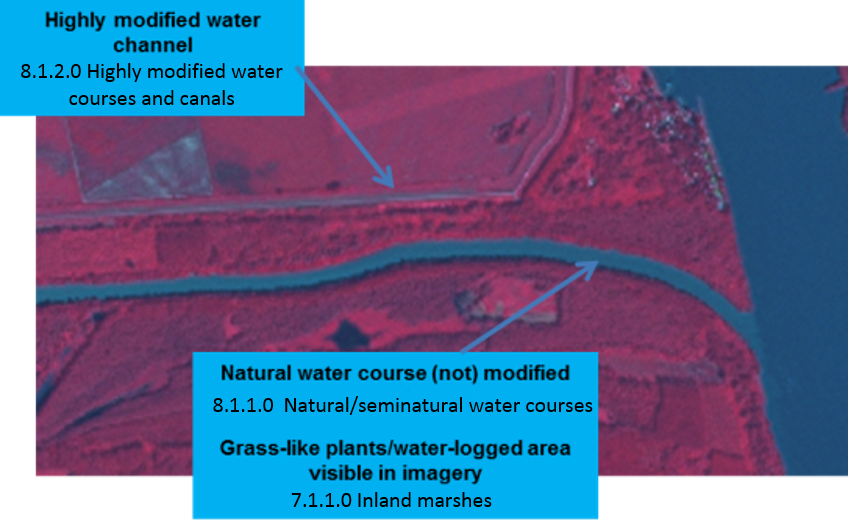 Highly modified water
channel
8.1.2.0 Highly modified water
courses and canals
Natural water course (not) modified
8.1.1.0 Natural/seminatural water courses
Grass-like plants/water-logged area
visible in imagery
7.1.1.0 Inland marshes